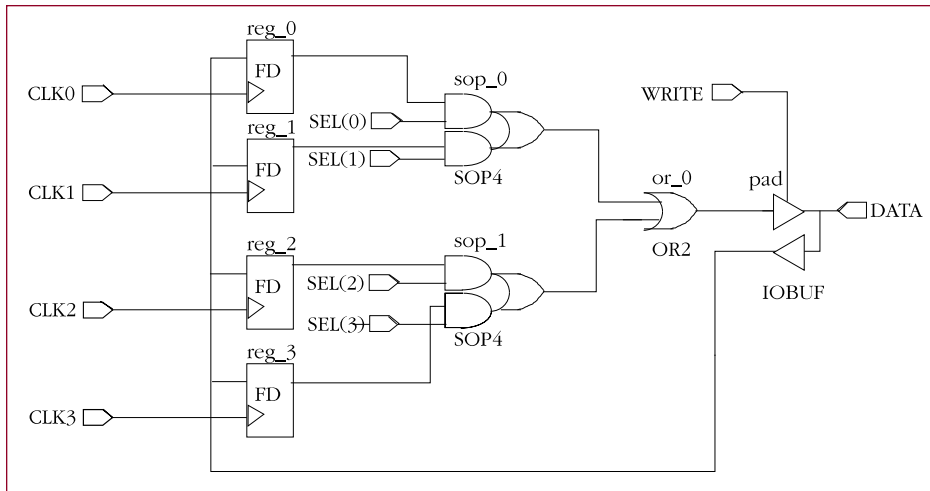 reg_0
FD
CLK0
sop_0
WRITE
SEL(0)
reg_1
FD
SEL(1)
SOP4
CLK1
or_0
pad
DATA
OR2
reg_2
FD
sop_1
SEL(2)
CLK2
IOBUF
SEL(3)
SOP4
reg_3
FD
CLK3